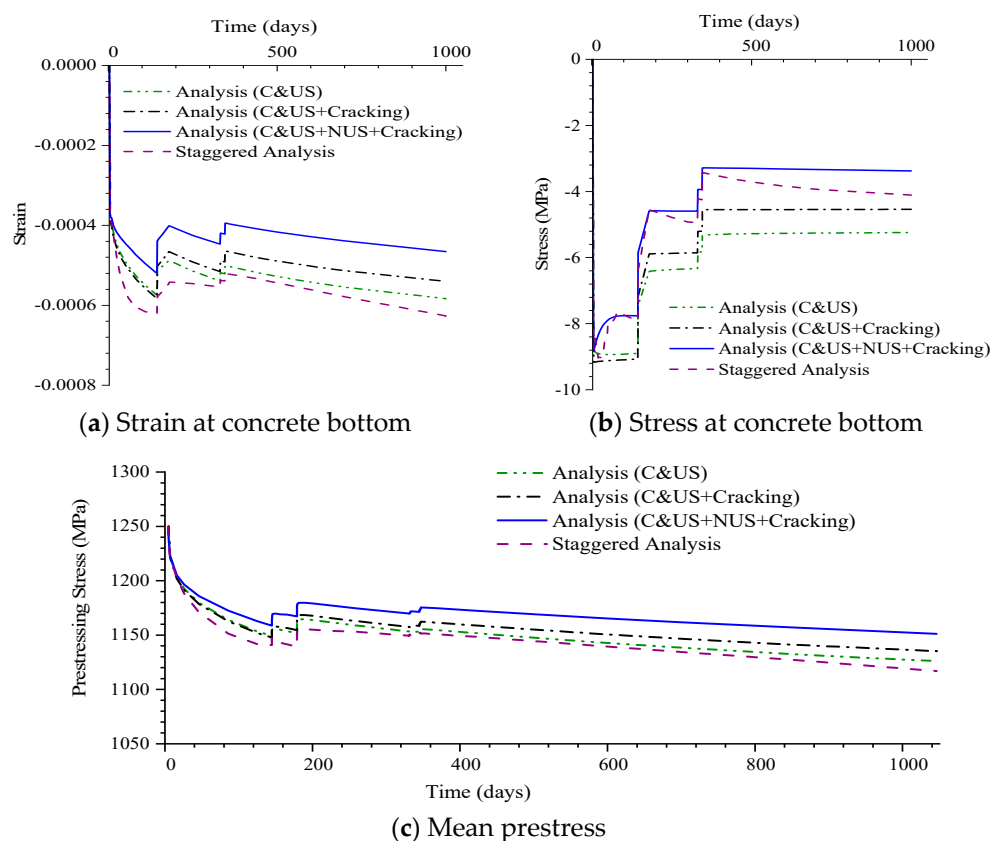 Time (days)
0 500 1000
0.0000
-0.0002
-0.0004
-0.0006
-0.0008
Strain
Analysis (C&US)
Analysis (C&US+Cracking)
Analysis (C&US+NUS+Cracking)
Staggered Analysis
(a) Strain at concrete bottom
Time (days)
0 500 1000
0
-2
-4
-6
-8
-10
Stress (MPa)
Analysis (C&US)
Analysis (C&US+Cracking)
Analysis (C&US+NUS+Cracking)
Staggered Analysis
(b) Stress at concrete bottom
1300
1250
1200
1150
1100
1050
Prestressing Stress (MPa)
Analysis (C&US)
Analysis (C&US+Cracking)
Analysis (C&US+NUS+Cracking)
Staggered Analysis
0 200 400 600 800 1000
Time (days)
(c) Mean prestress